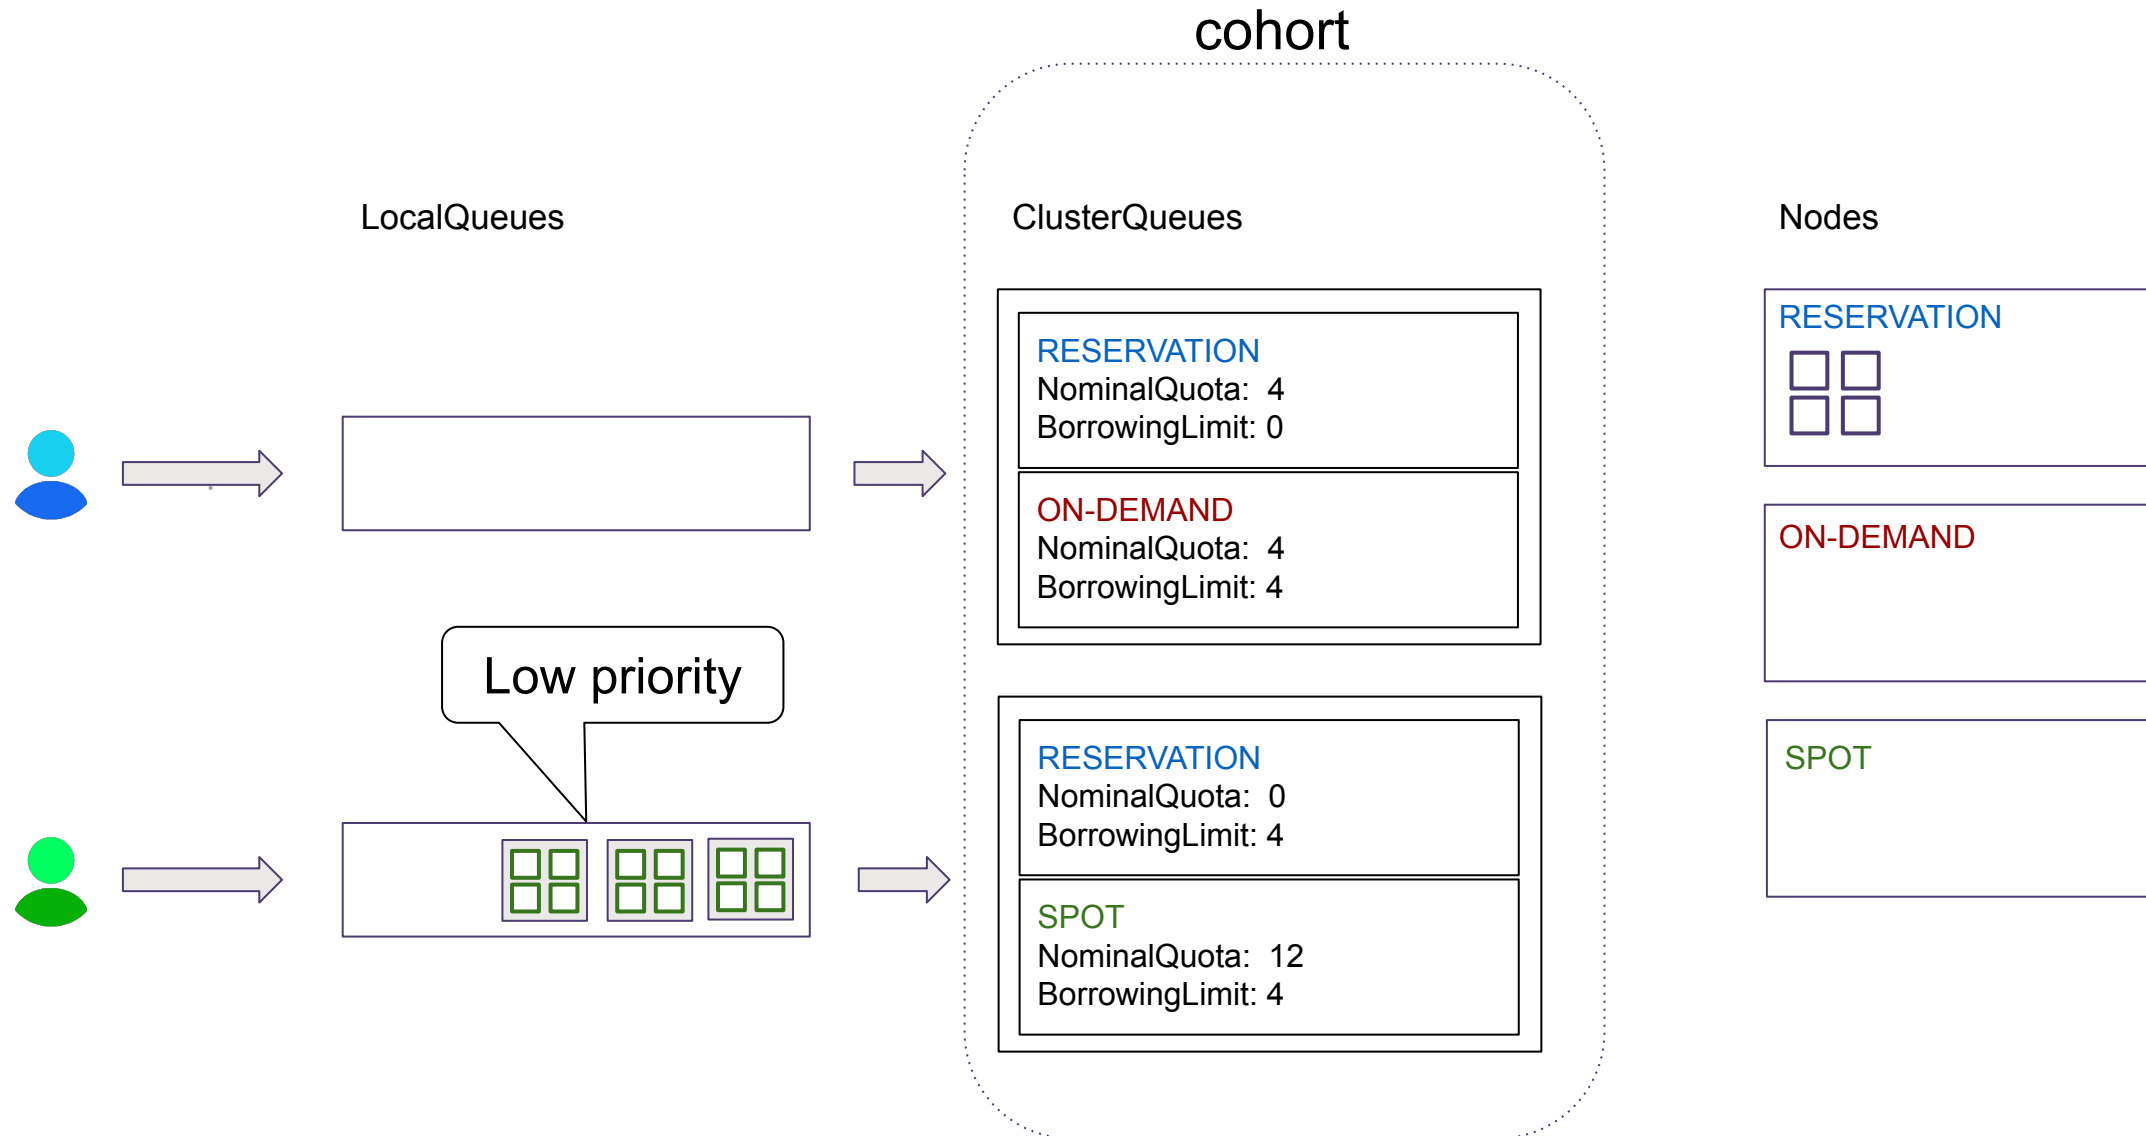 cohort
LocalQueues
ClusterQueues
Nodes
RESERVATION
NominalQuota: 4
BorrowingLimit: 0
ON-DEMAND
NominalQuota: 4
BorrowingLimit: 4
Low priority
RESERVATION
NominalQuota: 0
BorrowingLimit: 4
SPOT
NominalQuota: 12
BorrowingLimit: 4
RESERVATION
ON-DEMAND
SPOT